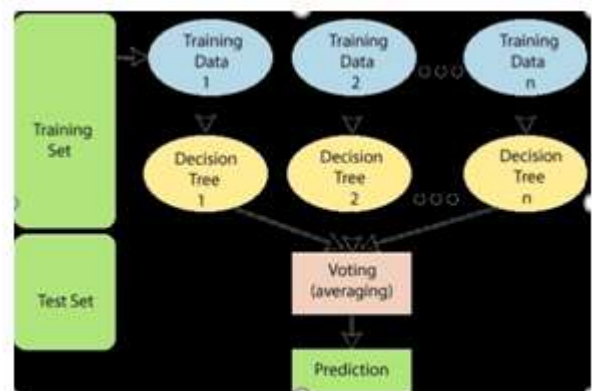 Training
Data
1
Training
Data
2
Training
Data
n
Training
Set
Decision
Tree
1
Decision
Tree
2
Decision
Tree
n
Test Set
Voting
(averaging)
Prediction